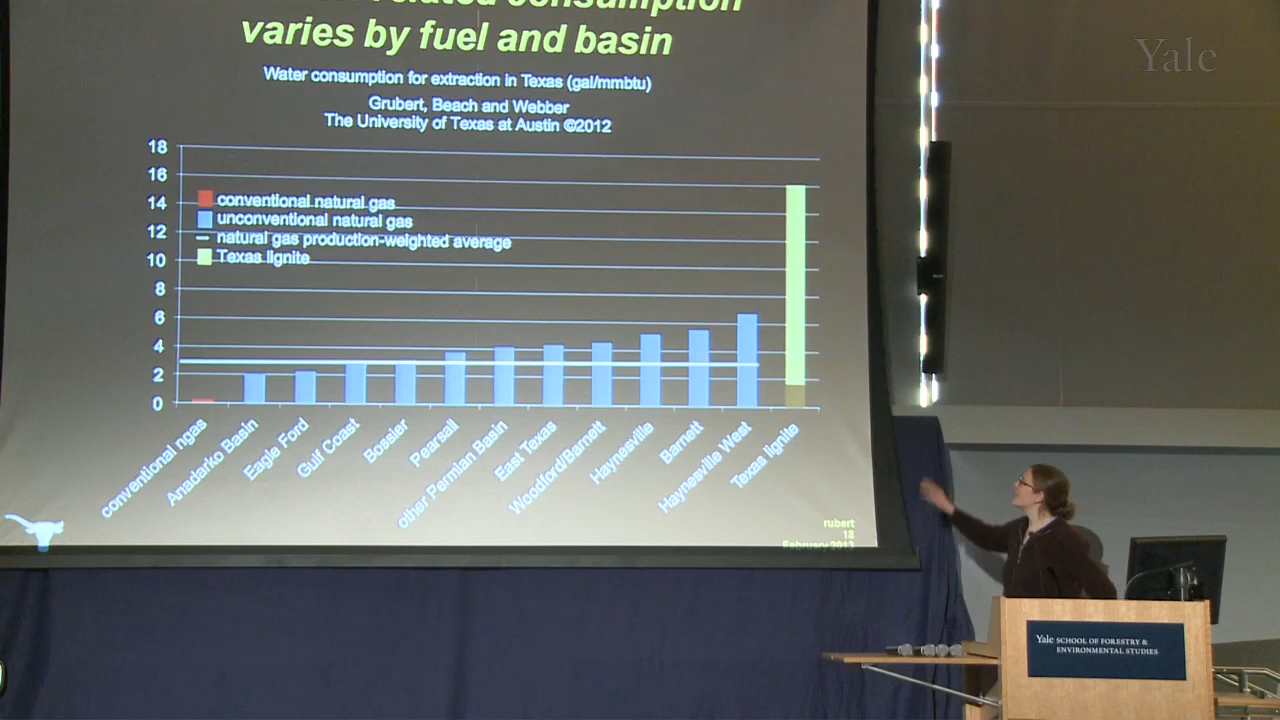 consumption
varies by fuel and basin
Water consumption for extraction in Texas (gal/mmbtu)
Grubert, Beach and Webber
The University of Texas at Austin ©2012
18
16
14
12
10
8
6
4
2
0
conventional natural gas
unconventional natural gas
natural gas production-weighted average
Texas lignite
conventional ngas
Anadarko Basin
Eagle Ford
Gulf Coast
Bossier
Pearsall
other Permian Basin
East Texas
Woodford/Barnett
Haynesville
Barnett
Haynesville West
Texas lignite
rubert
18
February 2013
Yale
Yale SCHOOL OF FORESTRY &
ENVIRONMENTAL STUDIES